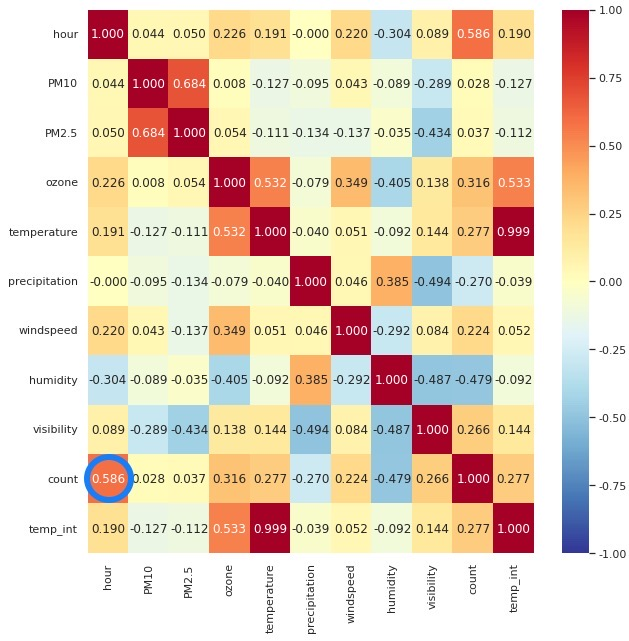 hour 1.000 0.044 0.050 0.226 0.191 -0.000 0.220 -0.304 0.089 0.586 0.190
PM10 0.044 1.000 0.684 0.008 -0.127 -0.095 0.043 -0.089 -0.289 0.028 -0.127
PM2.5 0.050 0.684 1.000 0.054 -0.111 -0.134 -0.137 -0.035 -0.434 0.037 -0.112
ozone 0.226 0.008 0.054 1.000 0.532 -0.079 0.349 -0.405 0.138 0.316 0.533
temperature 0.191 -0.127 -0.111 0.532 1.000 -0.040 0.051 -0.092 0.144 0.277 0.999
precipitation -0.000 -0.095 -0.134 -0.079 -0.040 1.000 0.046 0.385 -0.494 -0.270 -0.039
windspeed 0.220 0.043 -0.137 0.349 0.051 0.046 1.000 -0.292 0.084 0.224 0.052
humidity -0.304 -0.089 -0.035 -0.405 -0.092 0.385 -0.292 1.000 -0.487 -0.479 -0.092
visibility 0.089 -0.289 -0.434 0.138 0.144 -0.494 0.084 -0.487 1.000 0.266 0.144
count 0.586 0.028 0.037 0.316 0.277 -0.270 0.224 -0.479 0.266 1.000 0.277
temp_int 0.190 -0.127 -0.112 0.533 0.999 -0.039 0.052 -0.092 0.144 0.277 1.000
hour PM10 PM2.5 ozone temperature precipitation windspeed humidity visibility count temp_int
1.00
0.75
0.50
0.25
0.00
-0.25
-0.50
-0.75
-1.00